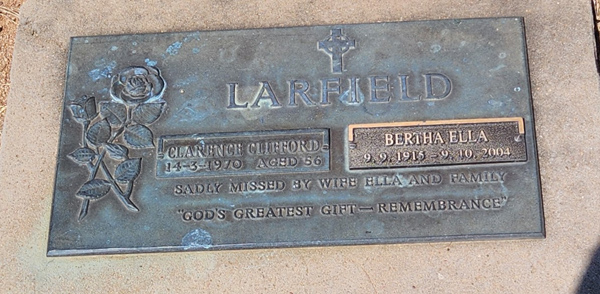 LARFIELD
CLARENCE CLIFFORD
14-3-1970 AGED 56
BERTHA ELLA
9.9.1915 - 9.10.2004
SADLY MISSED BY WIFE ELLA AND FAMILY
"GOD'S GREATEST GIFT — REMEMBRANCE"